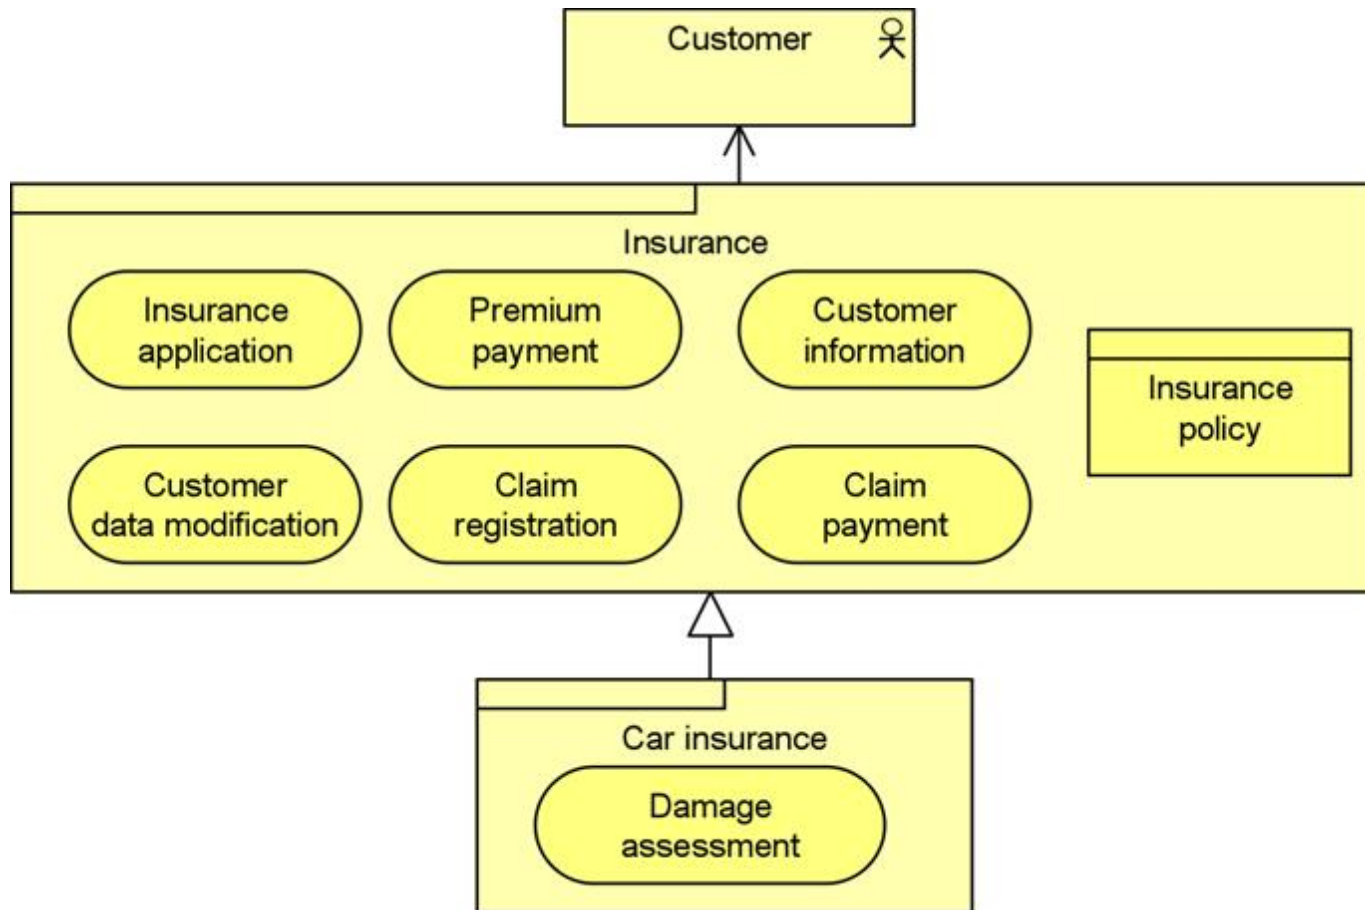 Customer
Insurance
Insurance
application
Premium
payment
Customer
information
Insurance
policy
Customer
data modification
Claim
registration
Claim
payment
Car insurance
Damage
assessment